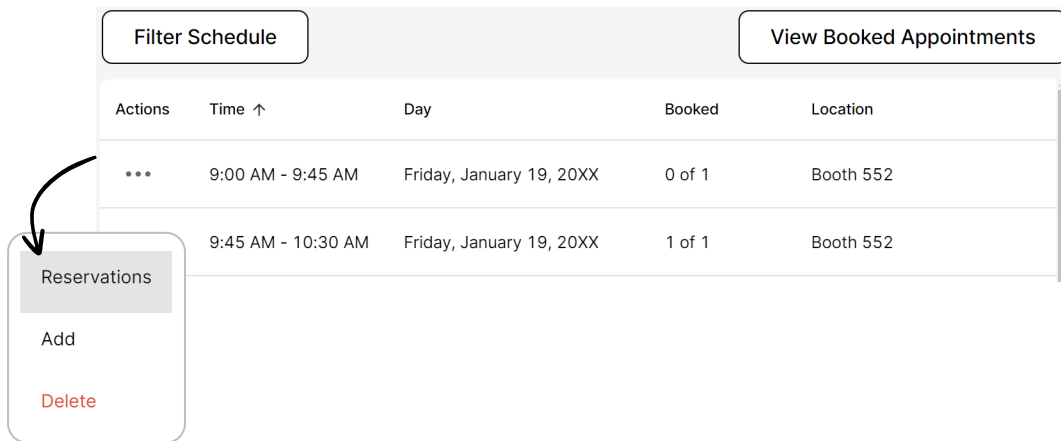 Filter Schedule
View Booked Appointments
Actions Time ↑ Day Booked Location
••• 9:00 AM - 9:45 AM Friday, January 19, 20XX 0 of 1 Booth 552
9:45 AM - 10:30 AM Friday, January 19, 20XX 1 of 1 Booth 552
Reservations
Add
Delete